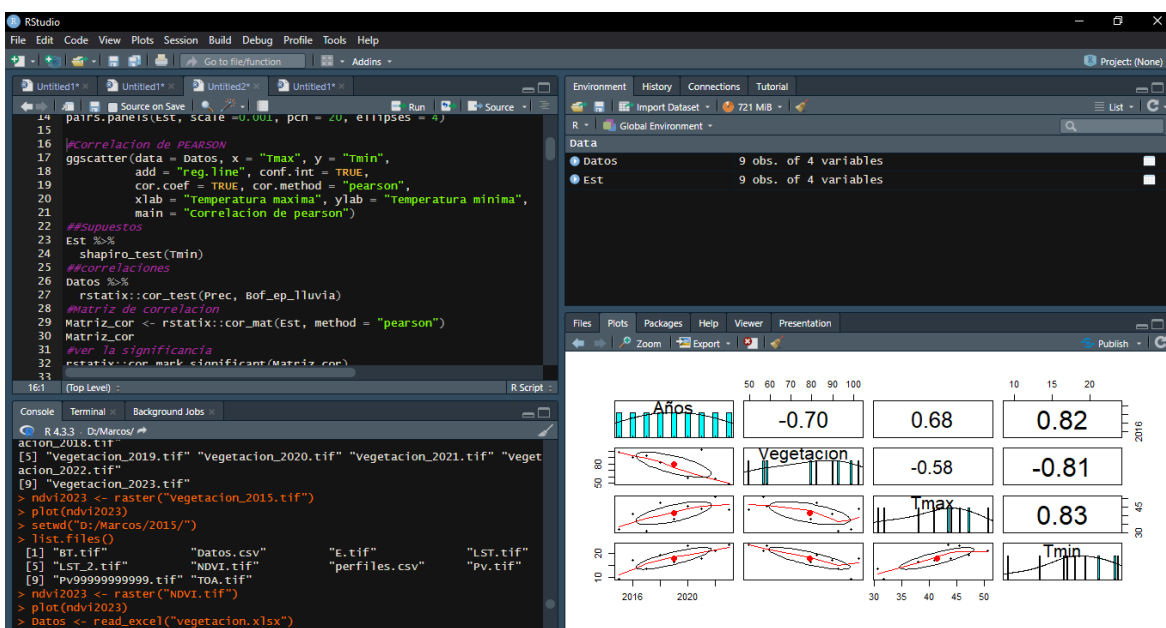 RStudio
File Edit Code View Plots Session Build Debug Profile Tools Help
Go to file/function
Addins
Project: (None)
Untitled1* Untitled1* Untitled2* Untitled1*
Source on Save
Run
Source
14 pairs.panels(Est, scale =0.001, pch = 20, ellipses = 4)
15
16 #Correlacion de PEARSON
17 ggscatter(data = Datos, x = "Tmax", y = "Tmin",
18 add = "reg.line", conf.int = TRUE,
19 cor.coef = TRUE, cor.method = "pearson",
20 xlab = "Temperatura maxima", ylab = "Temperatura minima",
21 main = "Correlacion de pearson")
22 ##Supuestos
23 Est %>%
24 shapiro_test(Tmin)
25 ##correlaciones
26 Datos %>%
27 rstatix::cor_test(Prec, Bof_ep_lluvia)
28 #Matriz de correlacion
29 Matriz_cor <- rstatix::cor_mat(Est, method = "pearson")
30 Matriz_cor
31 #ver la significancia
32 rstatix::cor_mark_significant(Matriz_cor)
33
16:1 (Top Level) R Script
Console Terminal Background Jobs
R 4.3.3 · D:/Marcos/
acion_2018.tif"
[5] "Vegetacion_2019.tif" "Vegetacion_2020.tif" "Vegetacion_2021.tif" "Veget
acion_2022.tif"
[9] "Vegetacion_2023.tif"
> ndvi2023 <- raster("Vegetacion_2015.tif")
> plot(ndvi2023)
> setwd("D:/Marcos/2015/")
> list.files()
[1] "BT.tif" "Datos.csv" "E.tif" "LST.tif"
[5] "LST_2.tif" "NDVI.tif" "perfiles.csv" "Pv.tif"
[9] "Pv99999999999.tif" "TOA.tif"
> ndvi2023 <- raster("NDVI.tif")
> plot(ndvi2023)
> Datos <- read_excel("vegetacion.xlsx")
Environment History Connections Tutorial
Import Dataset 721 MiB List
R Global Environment
Data
Datos 9 obs. of 4 variables
Est 9 obs. of 4 variables
Files Plots Packages Help Viewer Presentation
Zoom Export Publish
50 60 70 80 90 100 10 15 20
Años -0.70 0.68 0.82 2016
50 80 Vegetacion -0.58 -0.81
Tmax 0.83 30 45
10 20 Tmin
2016 2020 30 35 40 45 50